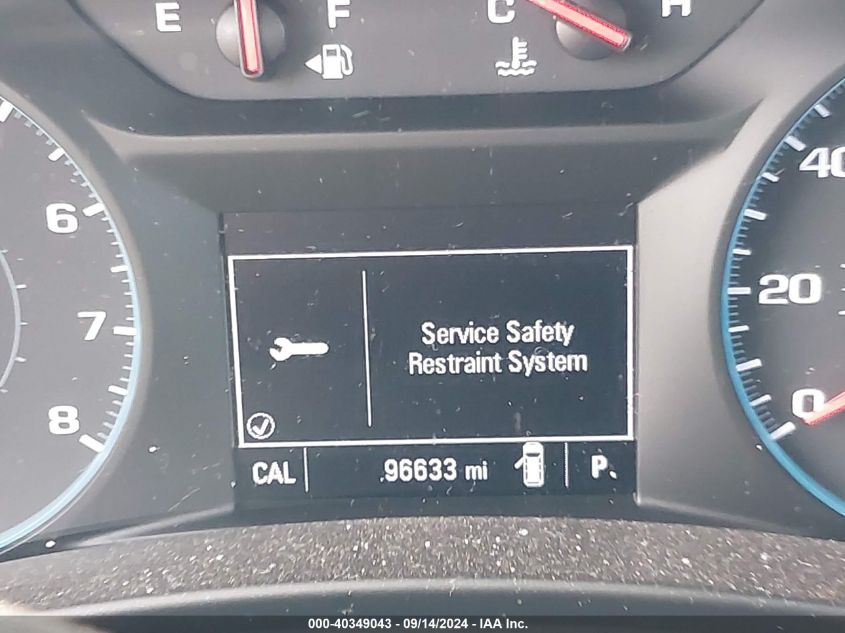 E F C H
6
7
8
40
20
0
Service Safety
Restraint System
CAL 96633 mi P
000-40349043 - 09/14/2024 - IAA Inc.